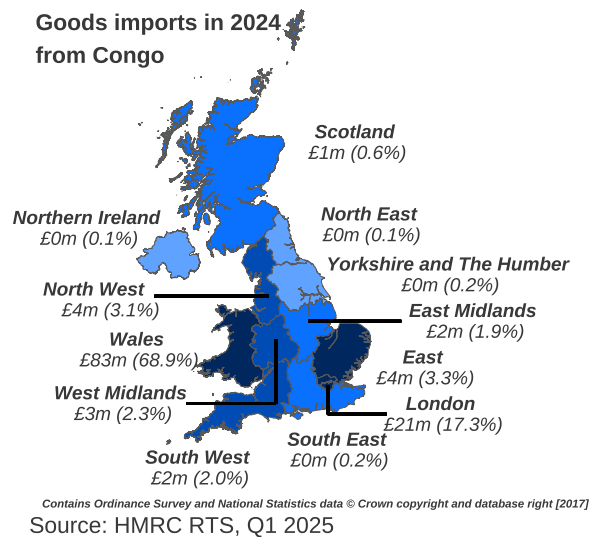 Goods imports in 2024
from Congo
Scotland
£1m (0.6%)
Northern Ireland
£0m (0.1%)
North East
£0m (0.1%)
Yorkshire and The Humber
£0m (0.2%)
North West
£4m (3.1%)
East Midlands
£2m (1.9%)
Wales
£83m (68.9%)
East
£4m (3.3%)
West Midlands
£3m (2.3%)
London
£21m (17.3%)
South East
£0m (0.2%)
South West
£2m (2.0%)
Contains Ordinance Survey and National Statistics data © Crown copyright and database right [2017]
Source: HMRC RTS, Q1 2025